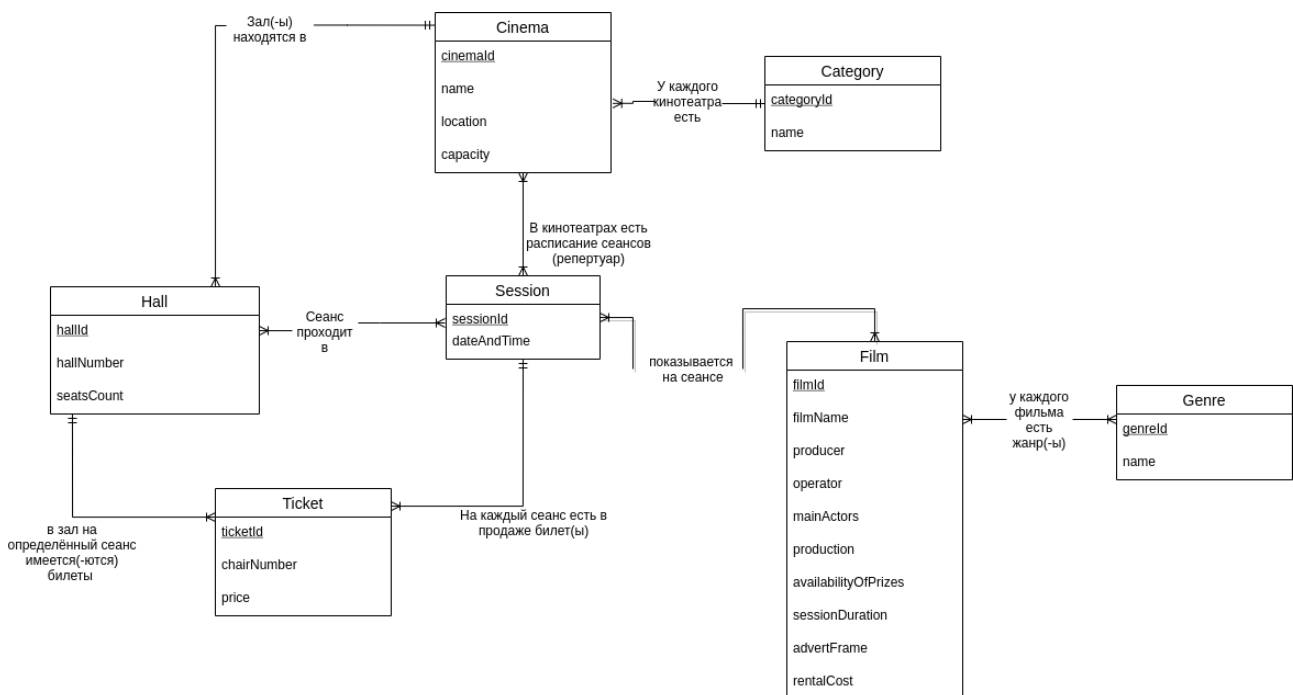 Зал(-ы)
находятся в
Cinema
cinemaId
name
location
capacity
У каждого
кинотеатра
есть
Category
categoryId
name
В кинотеатрах есть
расписание сеансов
(репертуар)
Hall
hallId
hallNumber
seatsCount
Сеанс
проходит
в
Session
sessionId
dateAndTime
показывается
на сеансе
Film
filmId
filmName
producer
operator
mainActors
production
availabilityOfPrizes
sessionDuration
advertFrame
rentalCost
у каждого
фильма
есть
жанр(-ы)
Genre
genreId
name
в зал на
определённый сеанс
имеется(-ются)
билеты
Ticket
ticketId
chairNumber
price
На каждый сеанс есть в
продаже билет(ы)